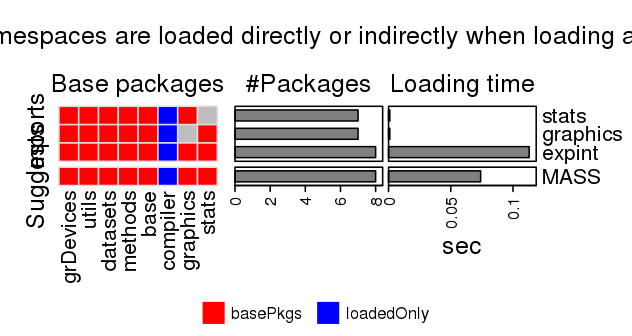 mespaces are loaded directly or indirectly when loading a
Base packages
#Packages
Loading time
stats
graphics
expint
MASS
Suggests
grDevices
utils
datasets
methods
base
compiler
graphics
stats
0
2
4
6
8
0
0.05
0.1
sec
basePkgs
loadedOnly